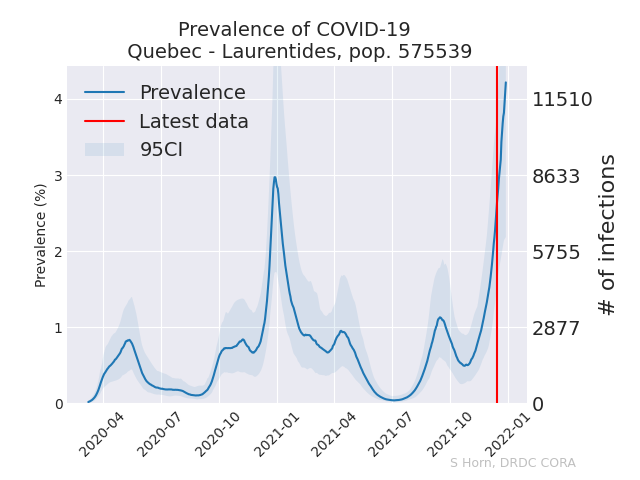 Prevalence of COVID-19
Quebec - Laurentides, pop. 575539
Prevalence
Latest data
95CI
Prevalence (%)
4
3
2
1
0
11510
8633
5755
2877
0
# of infections
2020-04
2020-07
2020-10
2021-01
2021-04
2021-07
2021-10
2022-01
S Horn, DRDC CORA